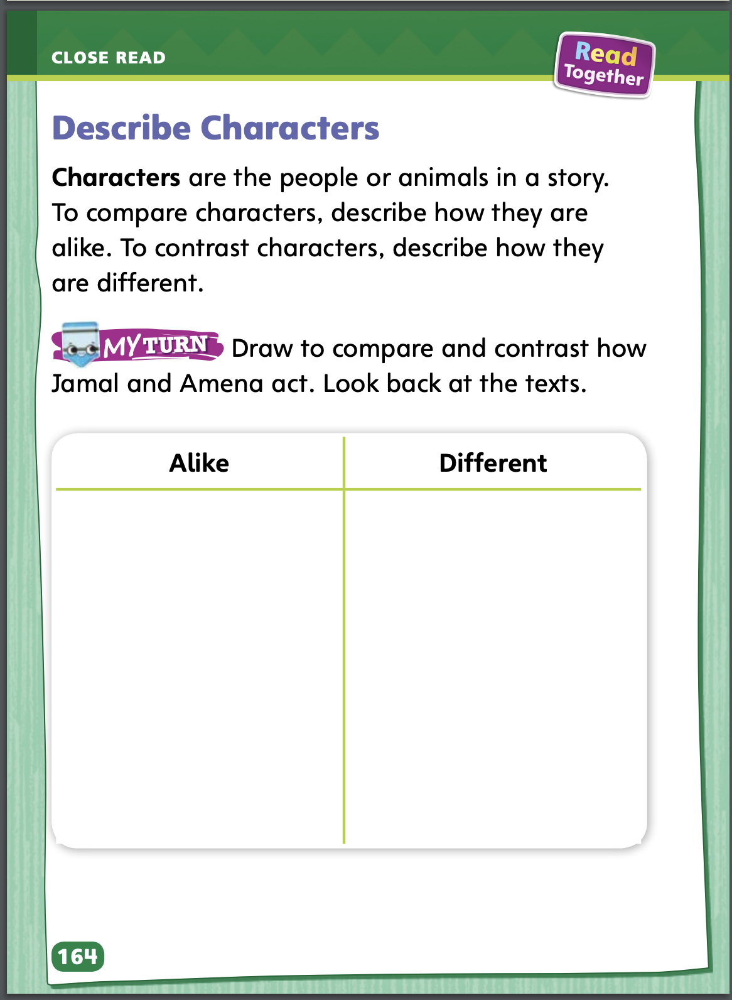 CLOSE READ
Read
Together
Describe Characters
Characters are the people or animals in a story.
To compare characters, describe how they are
alike. To contrast characters, describe how they
are different.
MY TURN Draw to compare and contrast how
Jamal and Amena act. Look back at the texts.
Alike Different
164